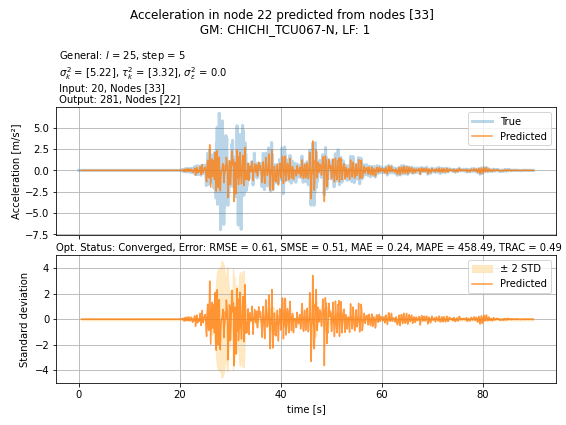 Acceleration in node 22 predicted from nodes [33]
GM: CHICHI_TCU067-N, LF: 1
General: l = 25, step = 5
σ²ₖ = [5.22], τ²ₖ = [3.32], σ²ε = 0.0
Input: 20, Nodes [33]
Output: 281, Nodes [22]
True
Predicted
Acceleration [m/s²]
5.0
2.5
0.0
−2.5
−5.0
−7.5
Opt. Status: Converged, Error: RMSE = 0.61, SMSE = 0.51, MAE = 0.24, MAPE = 458.49, TRAC = 0.49
± 2 STD
Predicted
Standard deviation
4
2
0
−2
−4
0 20 40 60 80
time [s]